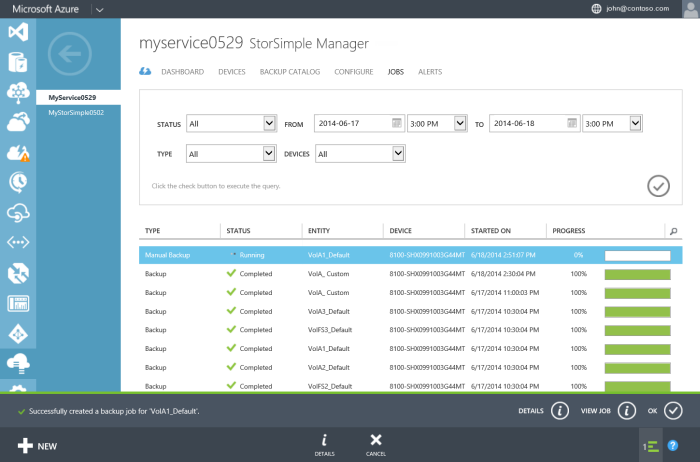 Microsoft Azure
john@contoso.com
myservice0529 StorSimple Manager
DASHBOARD DEVICES BACKUP CATALOG CONFIGURE JOBS ALERTS
MyService0529
MyStorSimple0502
STATUS All FROM 2014-06-17 3:00 PM TO 2014-06-18 3:00 PM
TYPE All DEVICES All
Click the check button to execute the query.
TYPE STATUS ENTITY DEVICE STARTED ON PROGRESS
Manual Backup Running VolA1_Default 8100-SHX0991003G44MT 6/18/2014 2:51:07 PM 0%
Backup Completed VolA_ Custom 8100-SHX0991003G44MT 6/18/2014 2:30:04 PM 100%
Backup Completed VolA_ Custom 8100-SHX0991003G44MT 6/17/2014 11:00:03 PM 100%
Backup Completed VolA3_Default 8100-SHX0991003G44MT 6/17/2014 10:30:04 PM 100%
Backup Completed VolFS3_Default 8100-SHX0991003G44MT 6/17/2014 10:30:04 PM 100%
Backup Completed VolA1_Default 8100-SHX0991003G44MT 6/17/2014 10:30:04 PM 100%
Backup Completed VolA2_Default 8100-SHX0991003G44MT 6/17/2014 10:30:04 PM 100%
Backup Completed VolFS2_Default 8100-SHX0991003G44MT 6/17/2014 10:30:04 PM 100%
Successfully created a backup job for 'VolA1_Default'.
DETAILS VIEW JOB OK
NEW
DETAILS
CANCEL
1
?